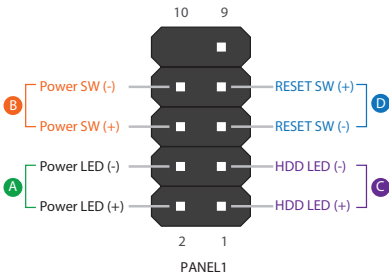 10 9
Power SW (-) RESET SW (+)
B D
Power SW (+) RESET SW (-)
Power LED (-) HDD LED (-)
A C
Power LED (+) HDD LED (+)
2 1
PANEL1